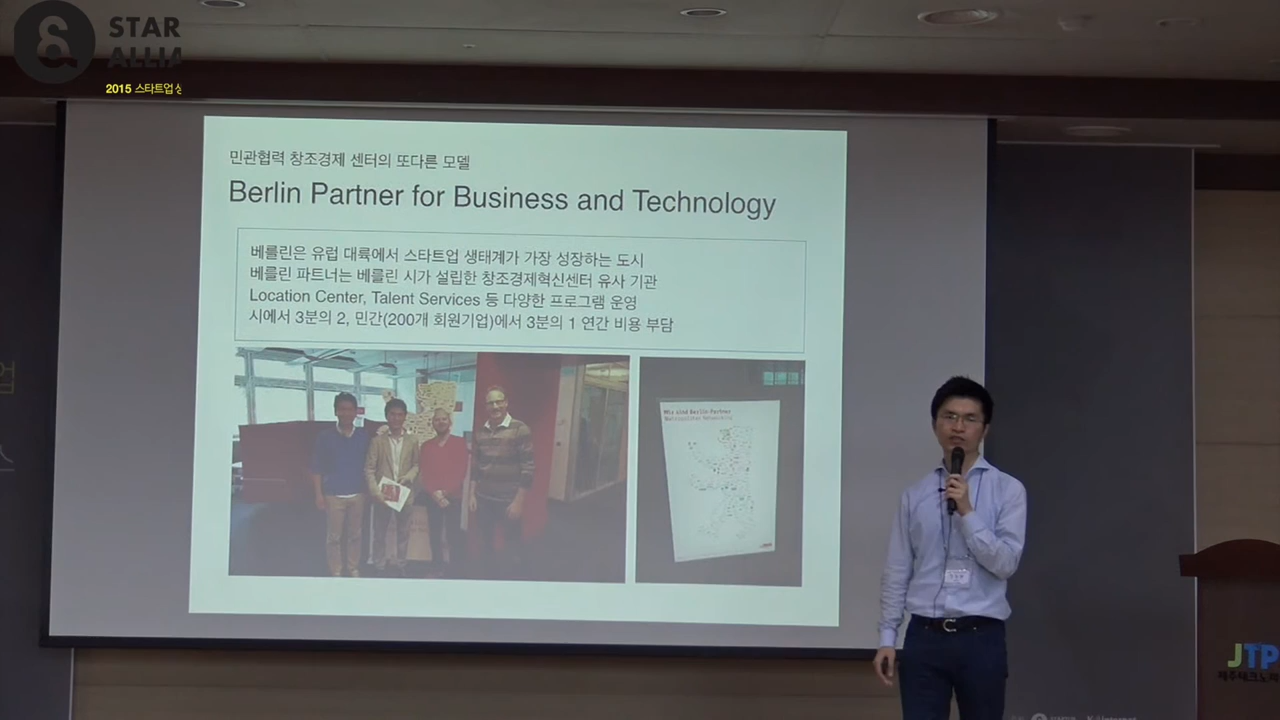 STAR
ALLIA
2015 스타트업
민관협력 창조경제 센터의 또다른 모델
Berlin Partner for Business and Technology
베를린은 유럽 대륙에서 스타트업 생태계가 가장 성장하는 도시
베를린 파트너는 베를린 시가 설립한 창조경제혁신센터 유사 기관
Location Center, Talent Services 등 다양한 프로그램 운영
시에서 3분의 2, 민간(200개 회원기업)에서 3분의 1 연간 비용 부담
Wir sind Berlin Partner
업
JTP